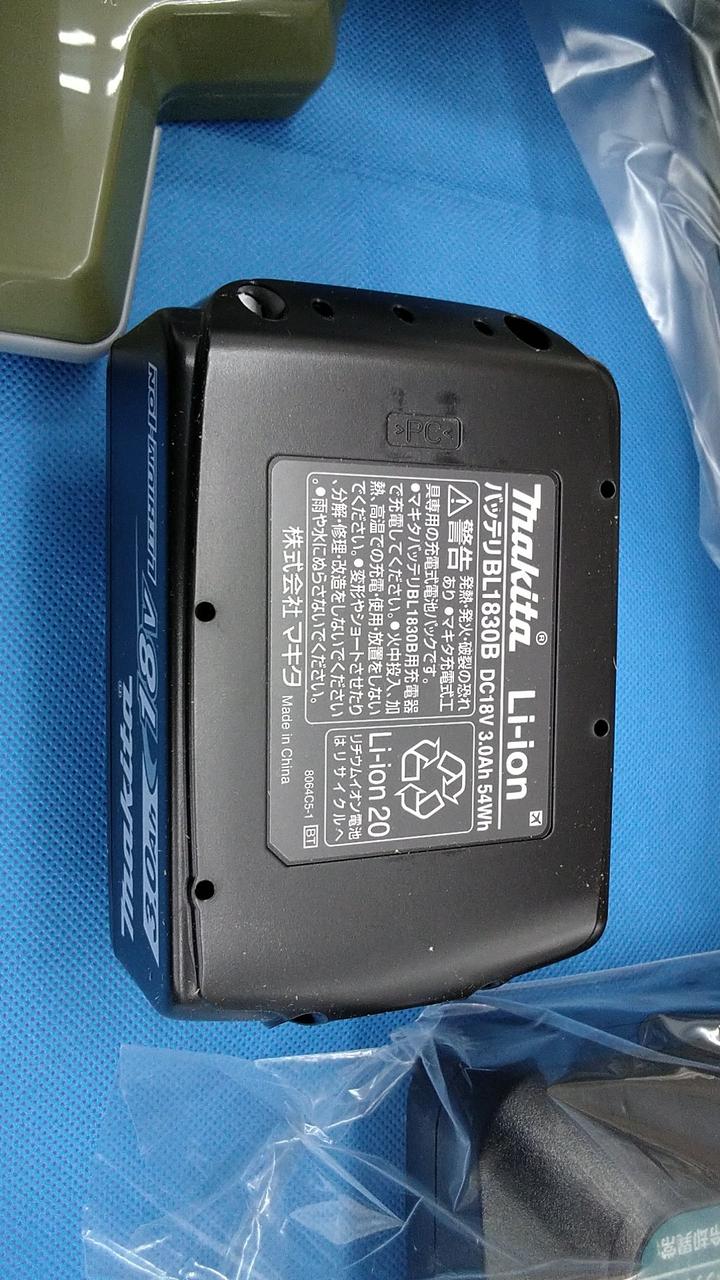 >PC<
makita® Li-ion
バッテリBL1830B DC18V 3.0Ah 54Wh
警告 発熱・発火・破裂の恐れ
あり ●マキタ充電式工
具専用の充電式電池パックです。
●マキタバッテリBL1830B用充電器
で充電してください。●火中投入、加
熱、高温での充電・使用・放置をしない
でください。●変形やショートさせたり
、分解・修理・改造をしないでください
。●雨や水にぬらさないでください。
Li-ion 20
リチウムイオン電池
はリサイクルへ
8064C5-1 BT
株式会社 マキタ Made in China
makita 18V
3.0Ah
冷却異常